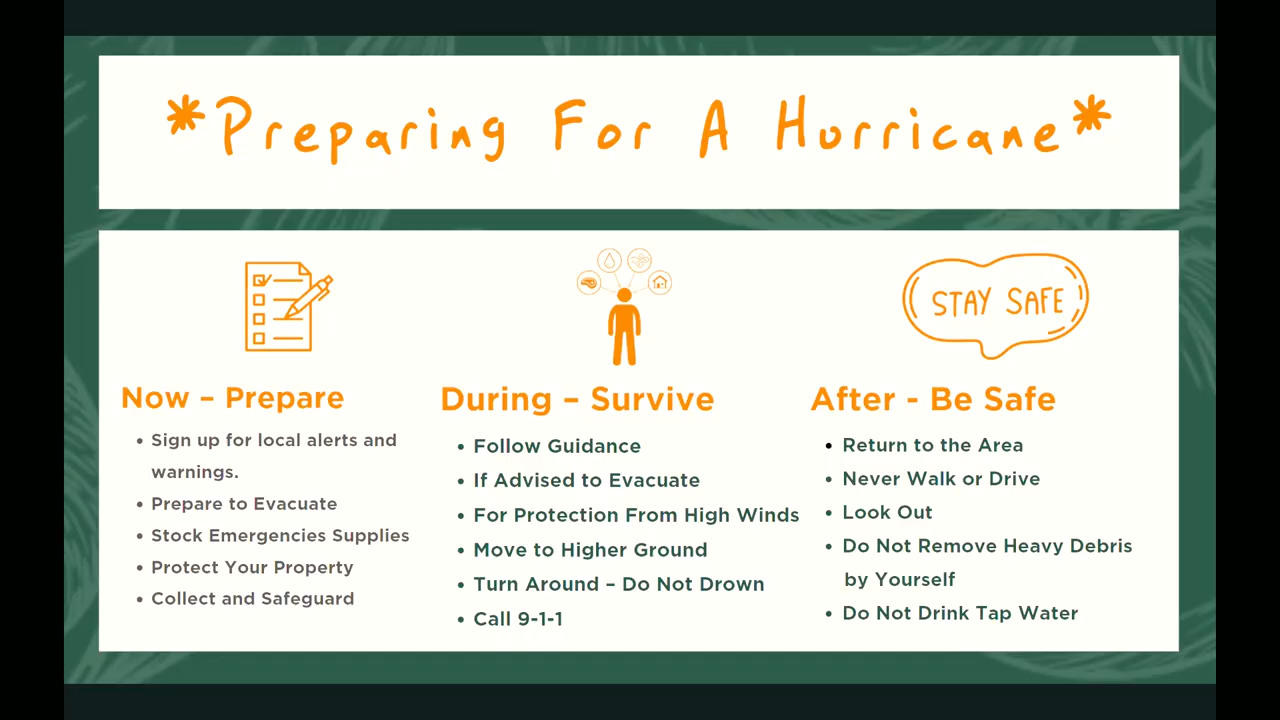 *Preparing For A Hurricane*
STAY SAFE
Now – Prepare
• Sign up for local alerts and
warnings.
• Prepare to Evacuate
• Stock Emergencies Supplies
• Protect Your Property
• Collect and Safeguard
During – Survive
• Follow Guidance
• If Advised to Evacuate
• For Protection From High Winds
• Move to Higher Ground
• Turn Around – Do Not Drown
• Call 9-1-1
After - Be Safe
• Return to the Area
• Never Walk or Drive
• Look Out
• Do Not Remove Heavy Debris
by Yourself
• Do Not Drink Tap Water